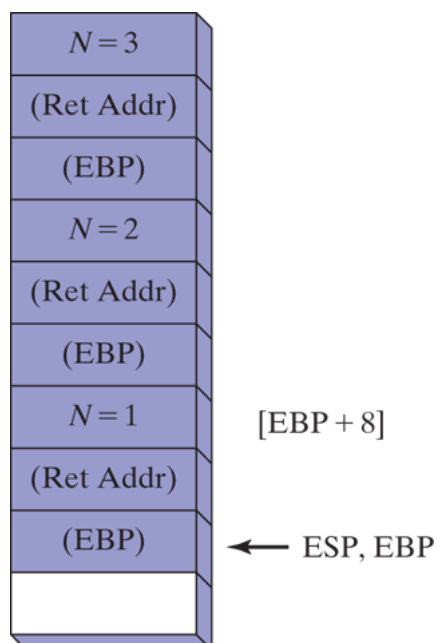 N = 3
(Ret Addr)
(EBP)
N = 2
(Ret Addr)
(EBP)
N = 1
[EBP + 8]
(Ret Addr)
(EBP)
ESP, EBP